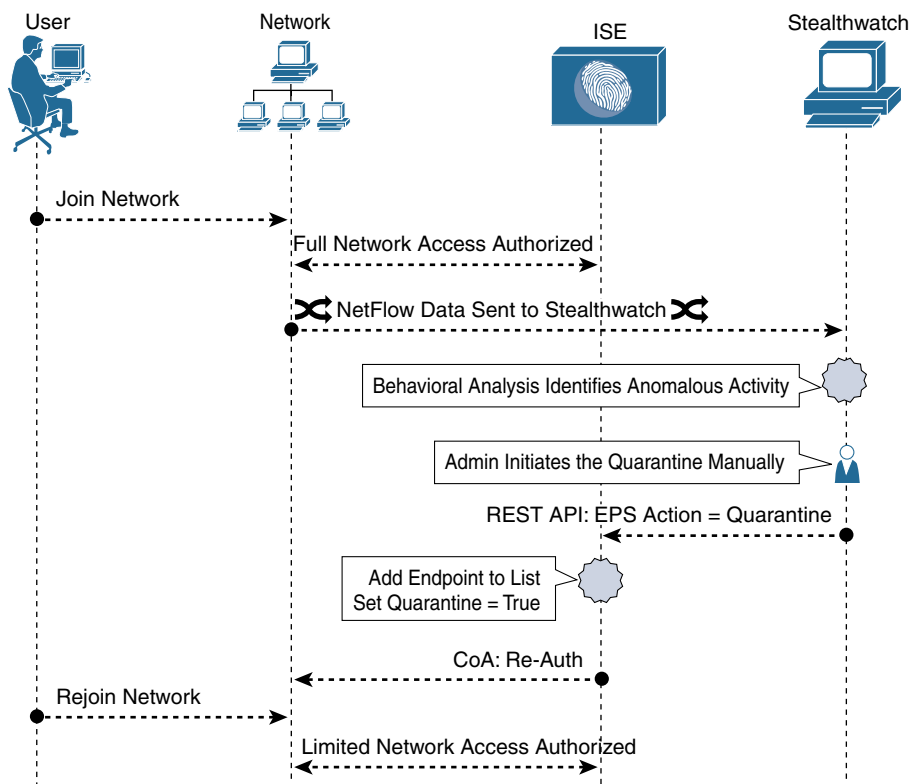 User
Network
ISE
Stealthwatch
Join Network
Full Network Access Authorized
NetFlow Data Sent to Stealthwatch
Behavioral Analysis Identifies Anomalous Activity
Admin Initiates the Quarantine Manually
REST API: EPS Action = Quarantine
Add Endpoint to List
Set Quarantine = True
CoA: Re-Auth
Rejoin Network
Limited Network Access Authorized